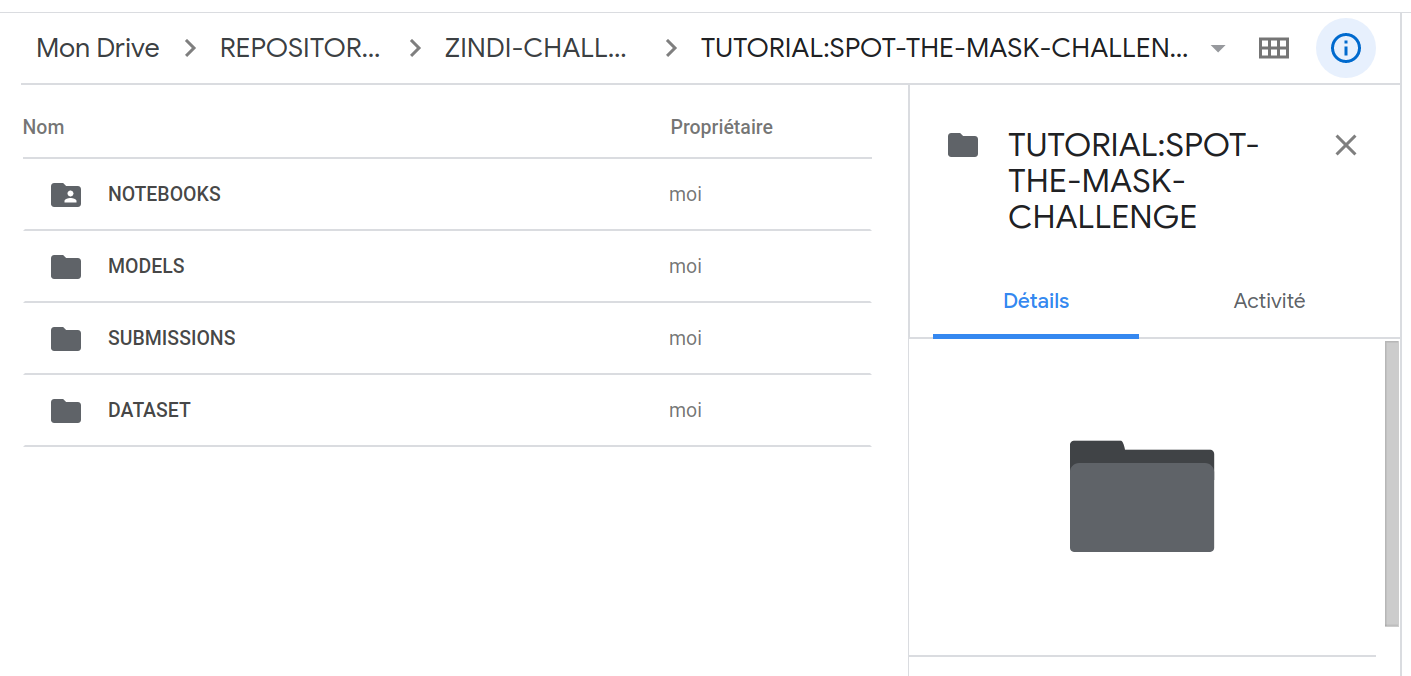 Mon Drive > REPOSITOR... > ZINDI-CHALL... > TUTORIAL:SPOT-THE-MASK-CHALLEN...
Nom Propriétaire
NOTEBOOKS moi
MODELS moi
SUBMISSIONS moi
DATASET moi
TUTORIAL:SPOT-
THE-MASK-
CHALLENGE
Détails Activité